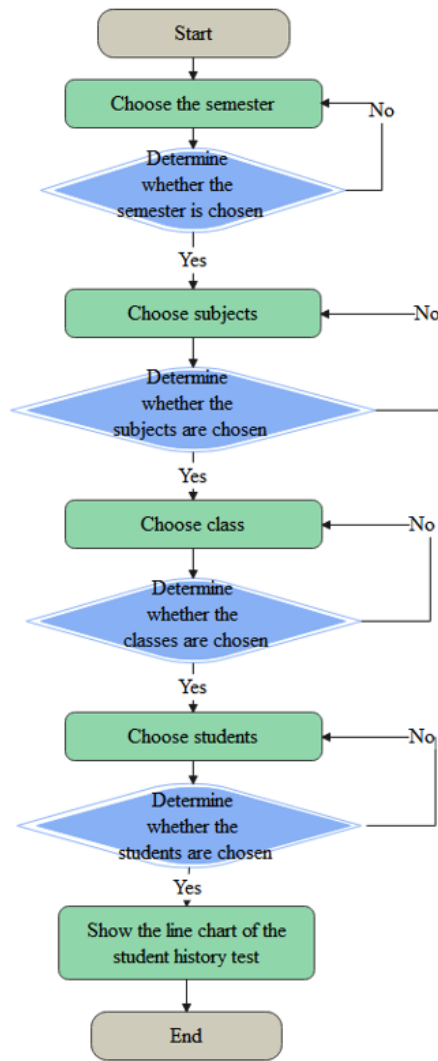 Start
Choose the semester
No
Determine
whether the
semester is chosen
Yes
Choose subjects
No
Determine
whether the
subjects are chosen
Yes
Choose class
No
Determine
whether the
classes are chosen
Yes
Choose students
No
Determine
whether the
students are chosen
Yes
Show the line chart of the
student history test
End